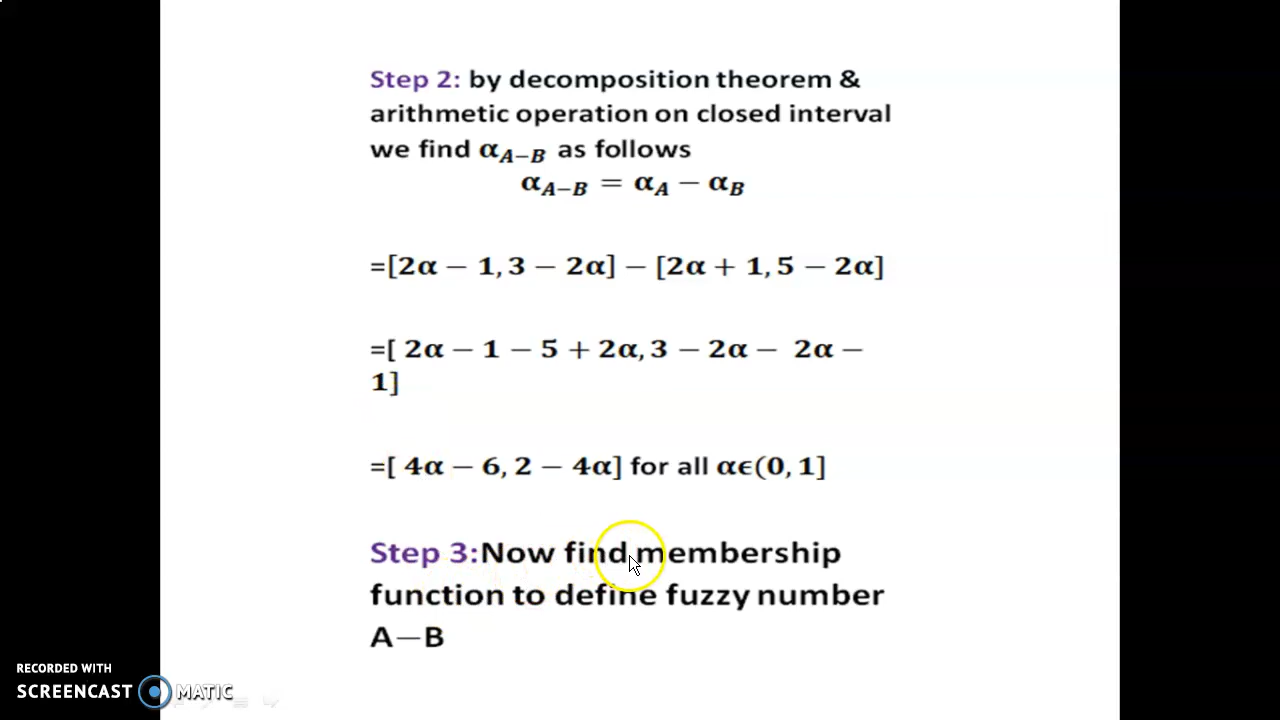 Step 2: by decomposition theorem &
arithmetic operation on closed interval
we find α_{A−B} as follows
α_{A−B} = α_A − α_B
=[2α − 1, 3 − 2α] − [2α + 1, 5 − 2α]
=[ 2α − 1 − 5 + 2α, 3 − 2α − 2α −
1]
=[ 4α − 6, 2 − 4α] for all αϵ(0, 1]
Step 3:Now find membership
function to define fuzzy number
A−B
RECORDED WITH
SCREENCAST MATIC